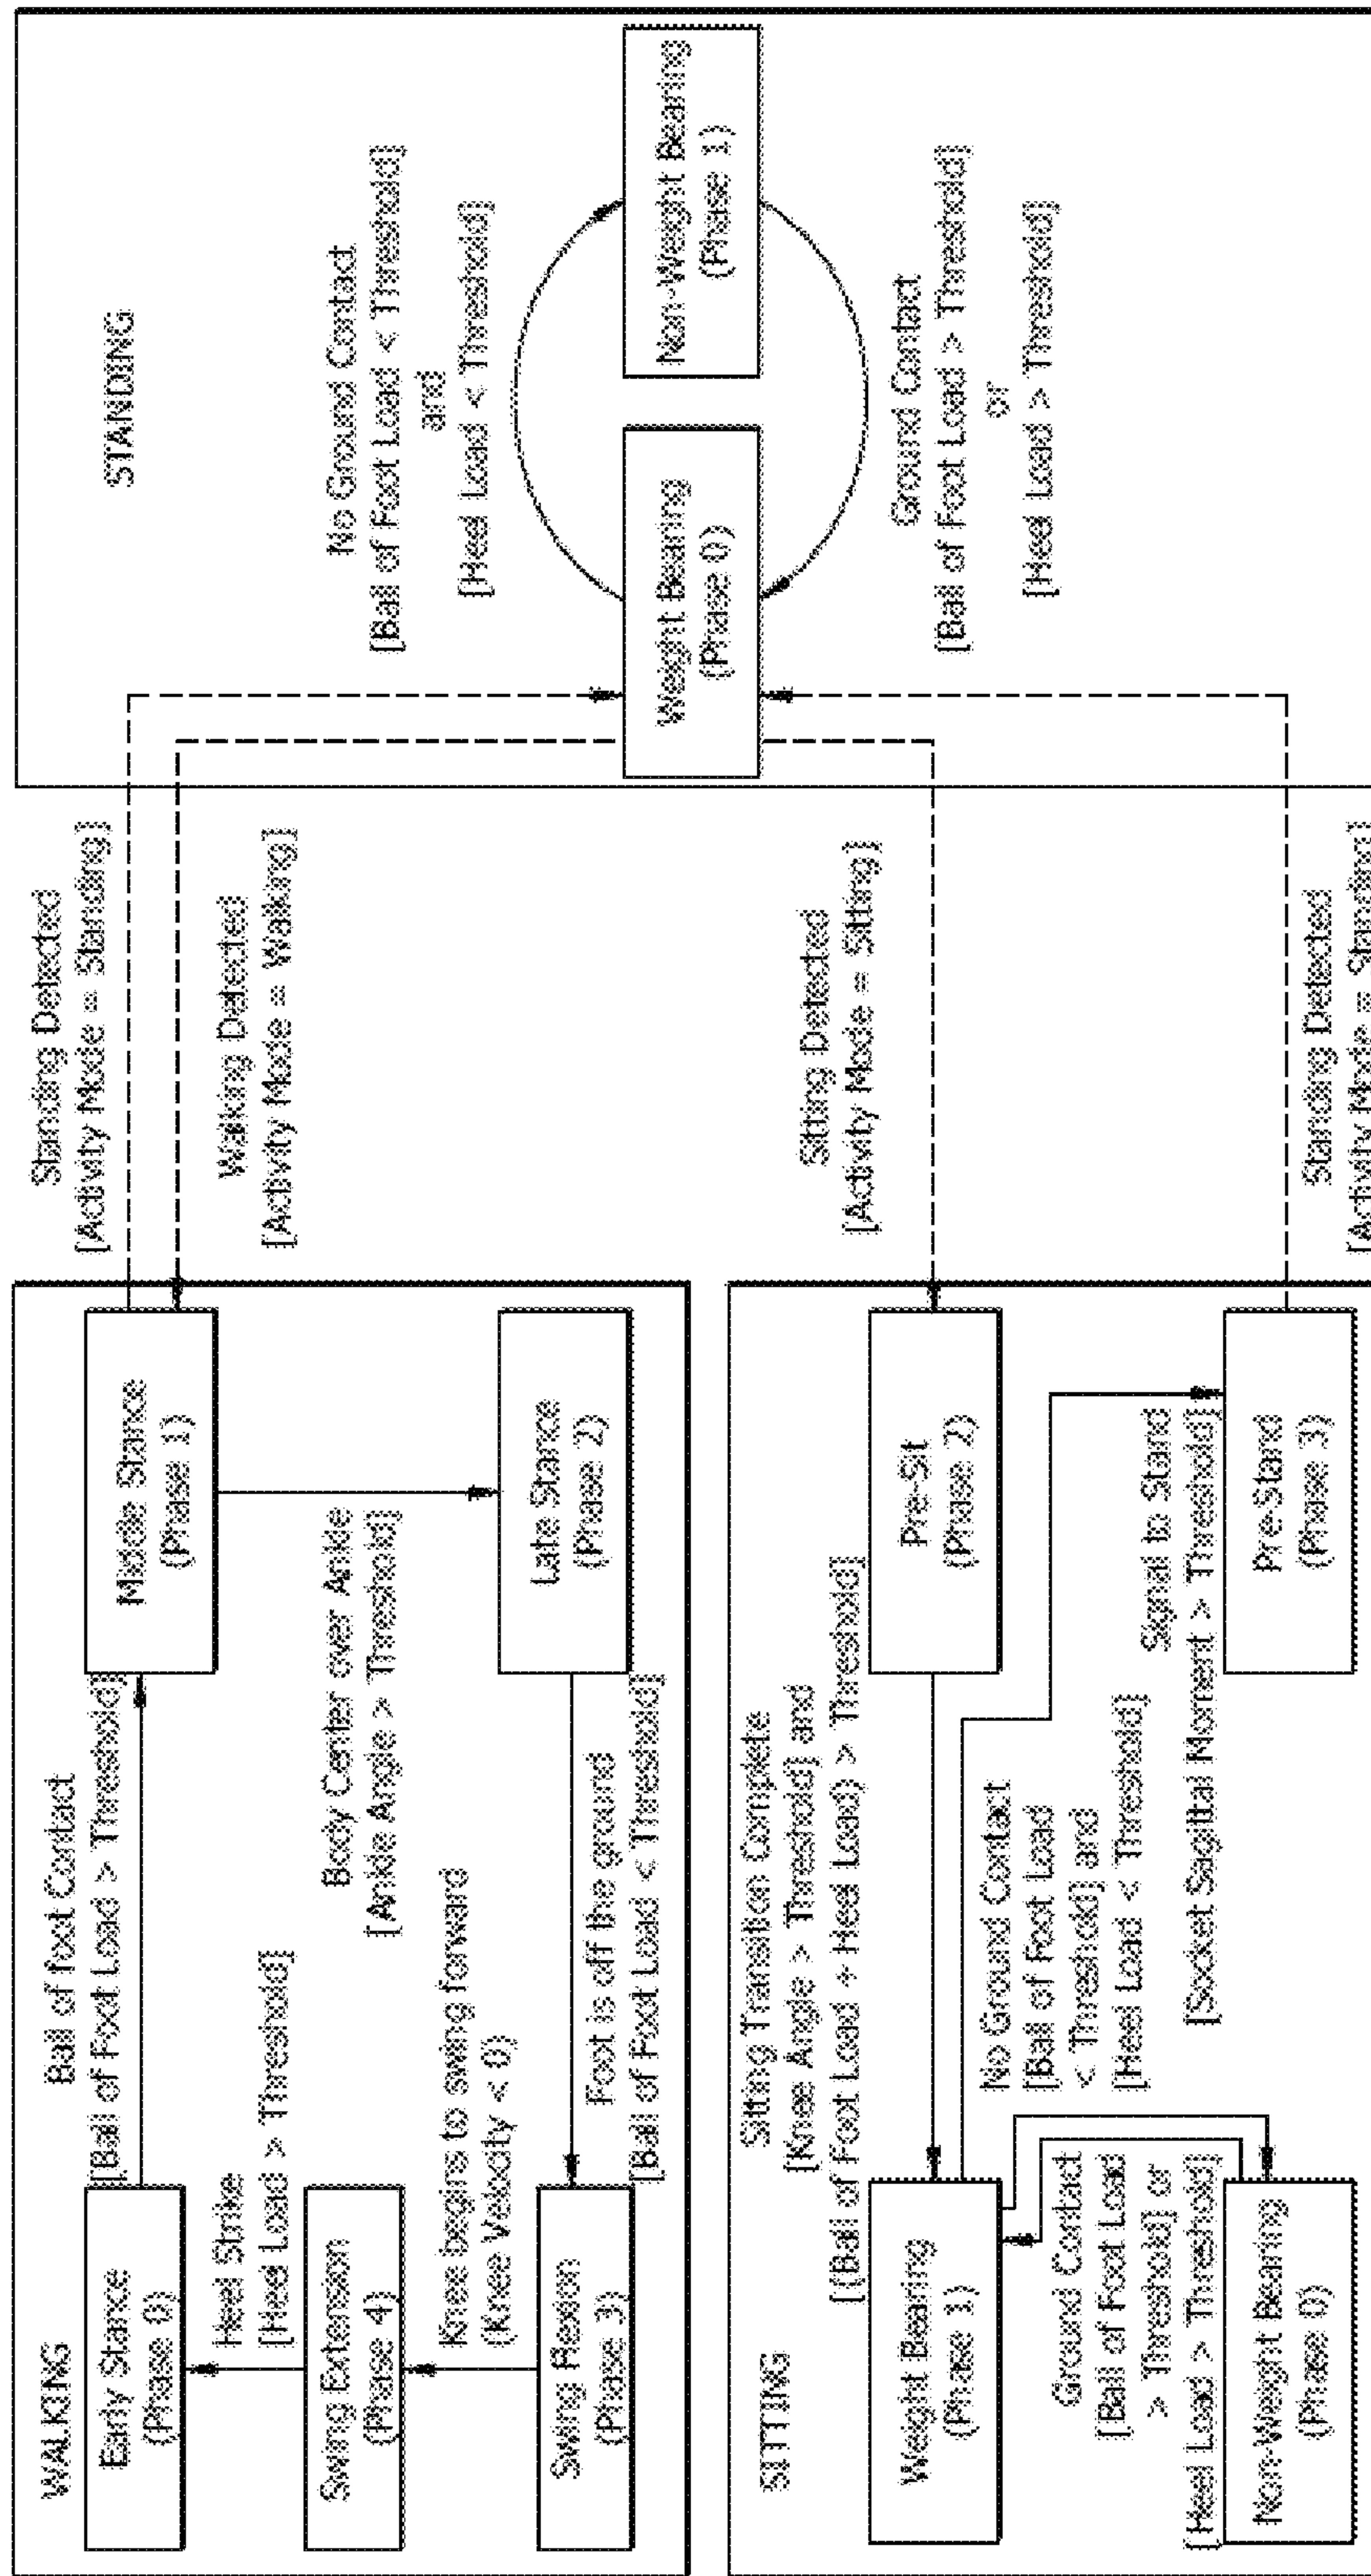 WALKING
Early Stance
(Phase 0)
Ball of foot Contact
[Ball of Foot Load > Threshold]
Middle Stance
(Phase 1)
Heel Strike
[Heel Load > Threshold]
Swing Extension
(Phase 4)
Body Center over Ankle
[Ankle Angle > Threshold]
Knee begins to swing forward
(Knee Velocity < 0)
Late Stance
(Phase 2)
Swing Flexion
(Phase 3)
Foot is off the ground
[Ball of Foot Load < Threshold]
Standing Detected
[Activity Mode = Standing]
Walking Detected
[Activity Mode = Walking]
SITTING
Sitting Transition Complete
[Knee Angle > Threshold] and
[(Ball of Foot Load + Heel Load) > Threshold]
Weight Bearing
(Phase 1)
Pre-Sit
(Phase 2)
No Ground Contact
[Ball of Foot Load
< Threshold] and
[Heel Load < Threshold]
Ground Contact
[Ball of Foot Load
> Threshold] or
[Heel Load > Threshold]
Signal to Stand
[Socket Sagittal Moment > Threshold]
Non-Weight Bearing
(Phase 0)
Pre-Stand
(Phase 3)
Sitting Detected
[Activity Mode = Sitting]
Standing Detected
[Activity Mode = Standing]
STANDING
No Ground Contact
[Ball of Foot Load < Threshold]
and
[Heel Load < Threshold]
Weight Bearing
(Phase 0)
Non-Weight Bearing
(Phase 1)
Ground Contact
[Ball of Foot Load > Threshold]
or
[Heel Load > Threshold]